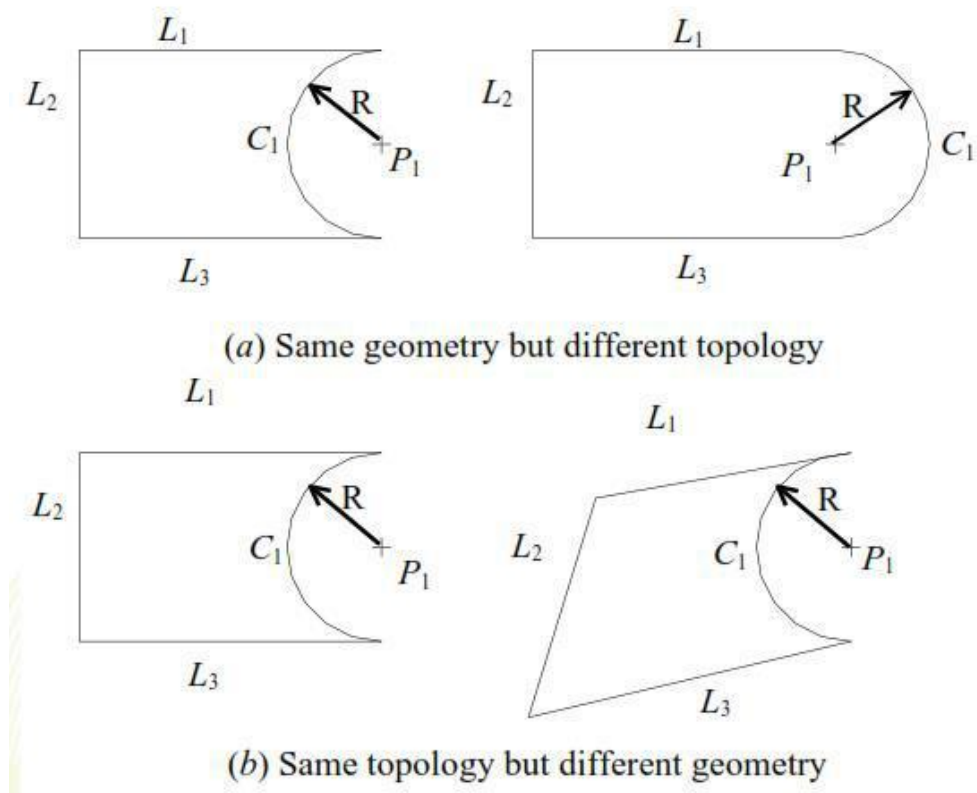 L₁ L₁
L₂ R L₂ R
C₁ P₁ P₁ C₁
L₃ L₃
(a) Same geometry but different topology
L₁ L₁
L₂ R R
C₁ P₁ L₂ C₁ P₁
L₃ L₃
(b) Same topology but different geometry